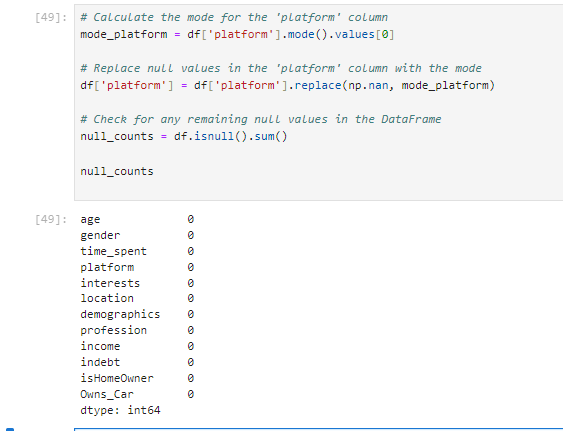 [49]: # Calculate the mode for the 'platform' column
mode_platform = df['platform'].mode().values[0]
# Replace null values in the 'platform' column with the mode
df['platform'] = df['platform'].replace(np.nan, mode_platform)
# Check for any remaining null values in the DataFrame
null_counts = df.isnull().sum()
null_counts
[49]: age 0
gender 0
time_spent 0
platform 0
interests 0
location 0
demographics 0
profession 0
income 0
indebt 0
isHomeOwner 0
Owns_Car 0
dtype: int64